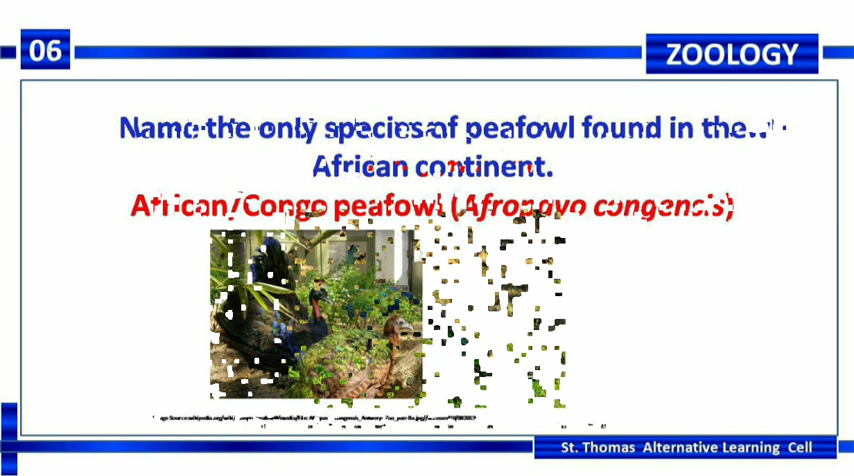 06
ZOOLOGY
Name the only species of peafowl found in the
African continent.
African/Congo peafowl (Afropavo congensis)
St. Thomas Alternative Learning Cell